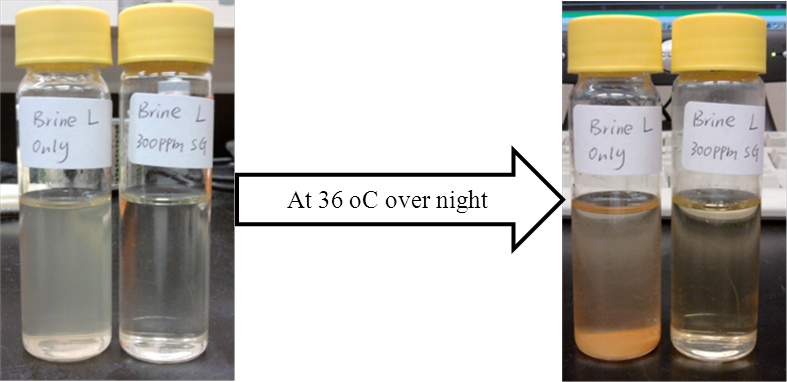 Brine L
Only
Brine L
300ppm SG
At 36 oC over night
Brine L
Only
Brine L
300ppm SG